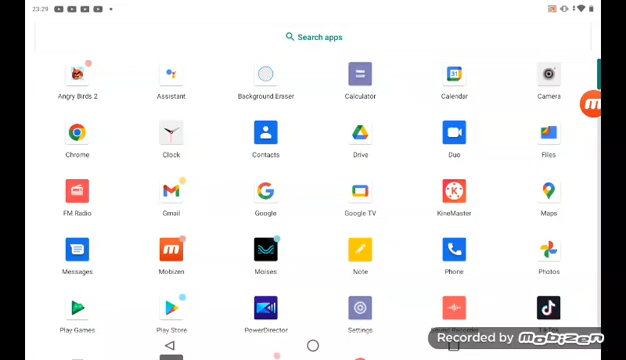 23:29
Search apps
Angry Birds 2
Assistant
Background Eraser
Calculator
Calendar
31
Camera
Chrome
Clock
Contacts
Drive
Duo
Files
FM Radio
Gmail
Google
Google TV
KineMaster
Maps
Messages
Mobizen
Moises
Note
Phone
Photos
Play Games
Play Store
PowerDirector
Settings
Recorded by Mobizen